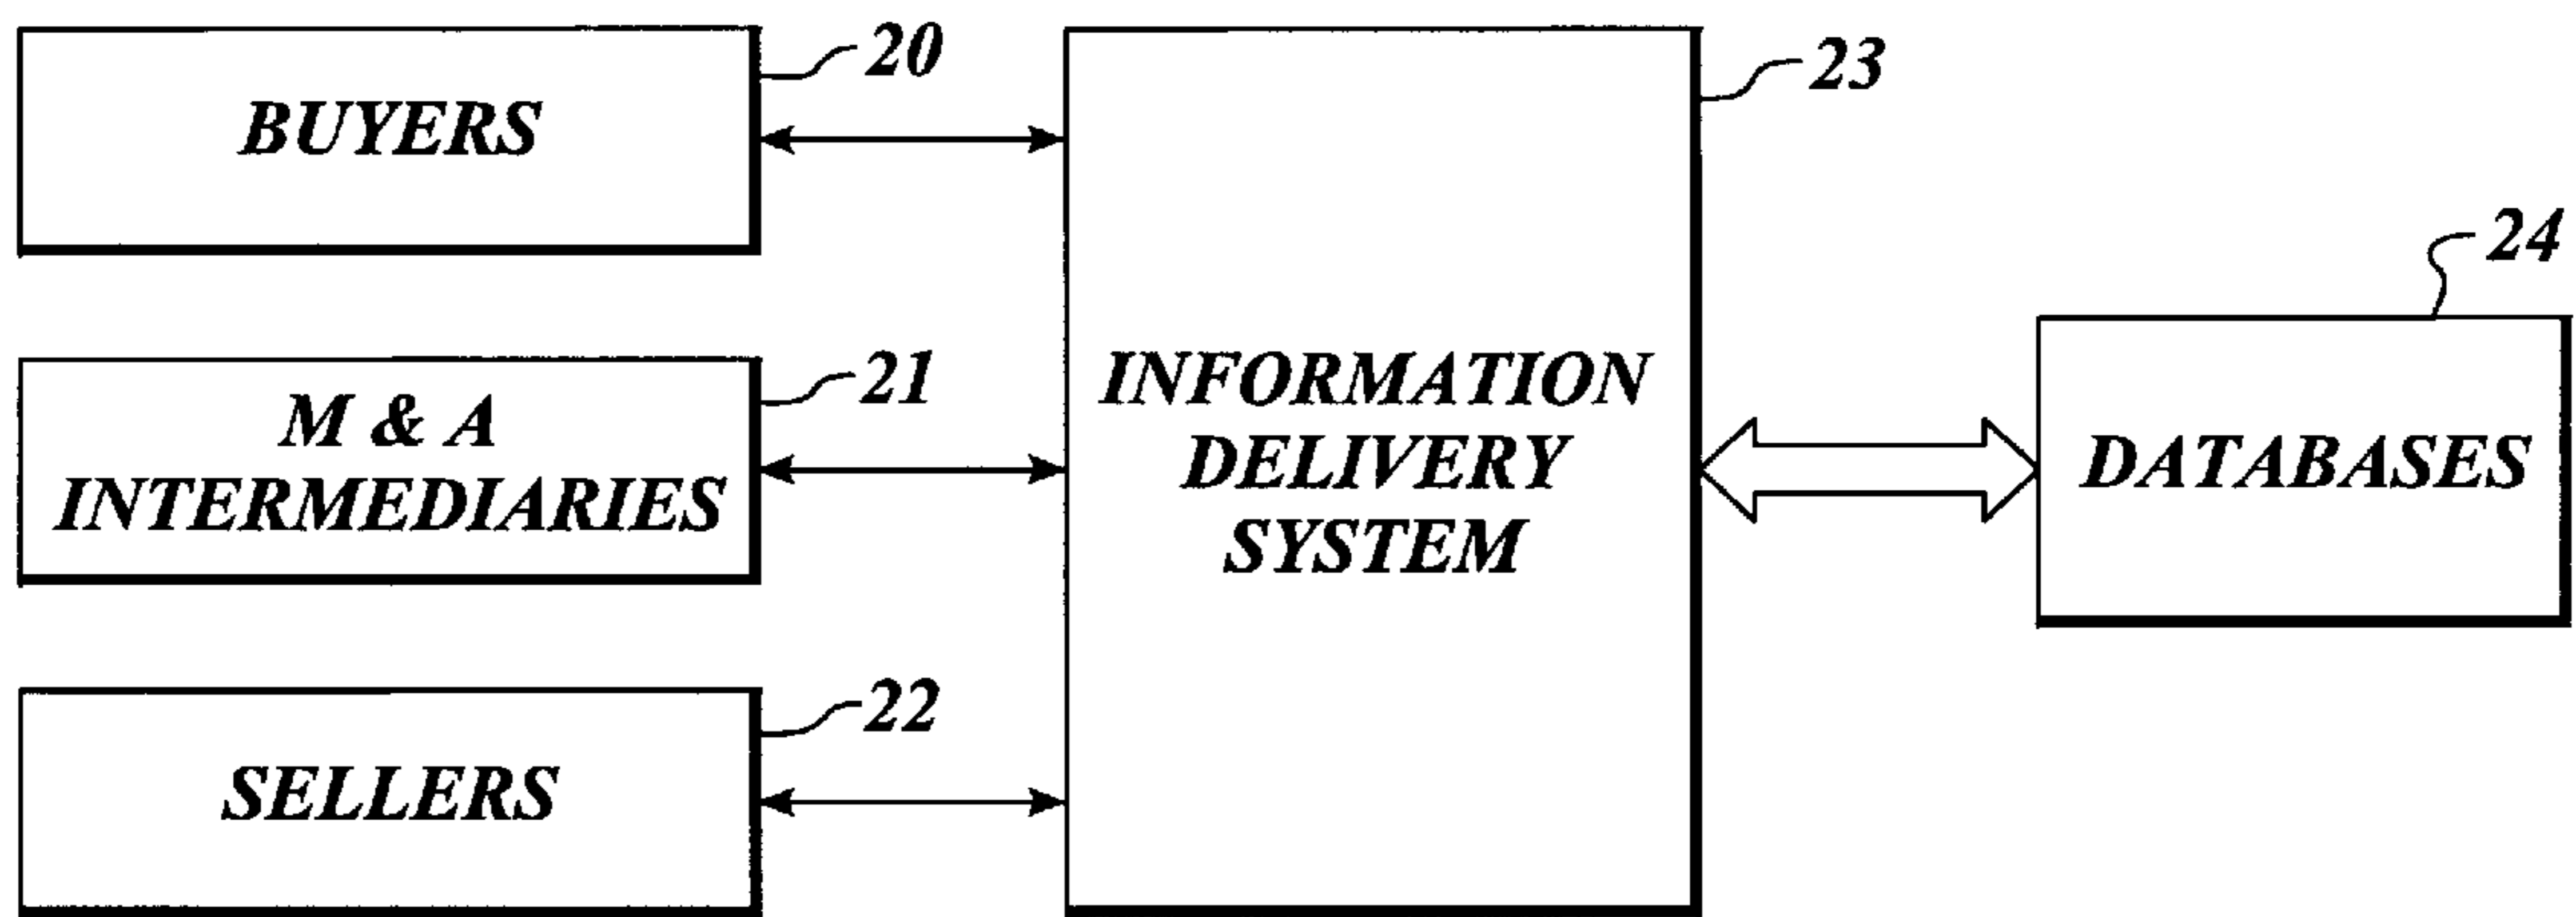 BUYERS
20
M & A
INTERMEDIARIES
21
SELLERS
22
INFORMATION
DELIVERY
SYSTEM
23
DATABASES
24